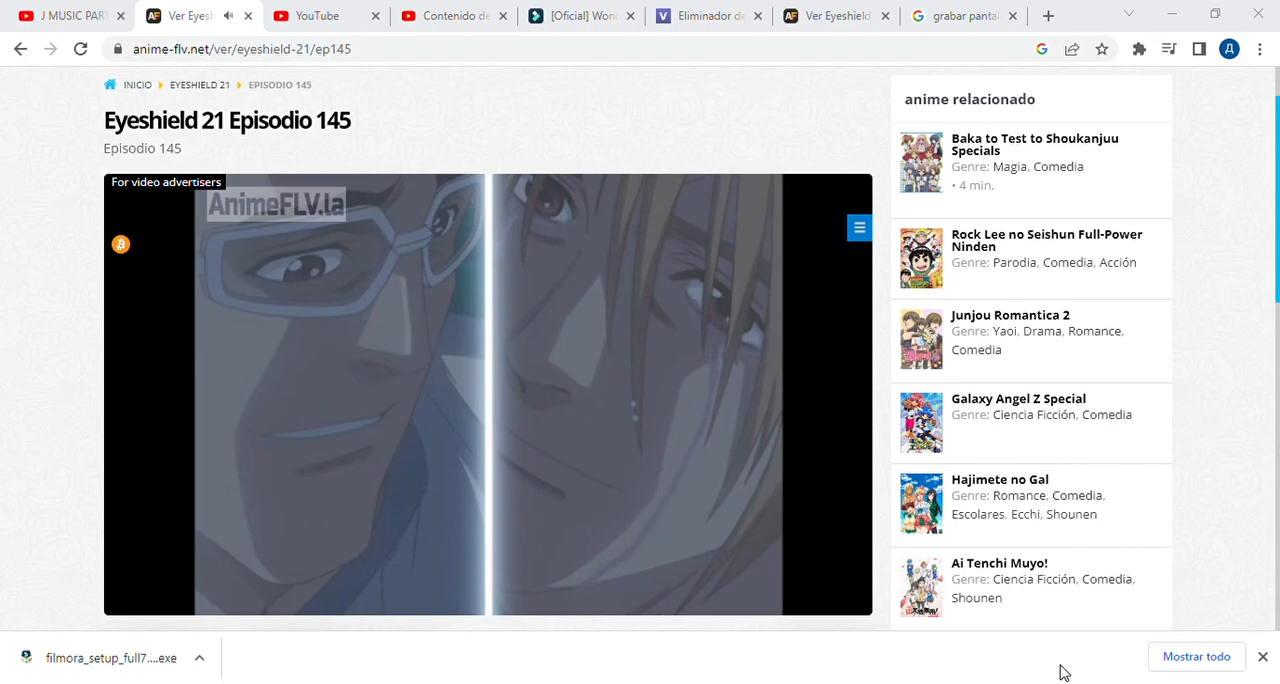 J MUSIC PAR
Ver Eyesh
YouTube
Contenido de
[Oficial] Won
Eliminador de
Ver Eyeshield
grabar panta
anime-flv.net/ver/eyeshield-21/ep145
Д
INICIO EYESHIELD 21 EPISODIO 145
Eyeshield 21 Episodio 145
Episodio 145
For video advertisers
AnimeFLV.la
anime relacionado
Baka to Test to Shoukanjuu
Specials
Genre: Magia, Comedia
• 4 min.
Rock Lee no Seishun Full-Power
Ninden
Genre: Parodia, Comedia, Acción
Junjou Romantica 2
Genre: Yaoi, Drama, Romance,
Comedia
Galaxy Angel Z Special
Genre: Ciencia Ficción, Comedia
Hajimete no Gal
Genre: Romance, Comedia,
Escolares, Ecchi, Shounen
Ai Tenchi Muyo!
Genre: Ciencia Ficción, Comedia,
Shounen
filmora_setup_full7....exe
Mostrar todo